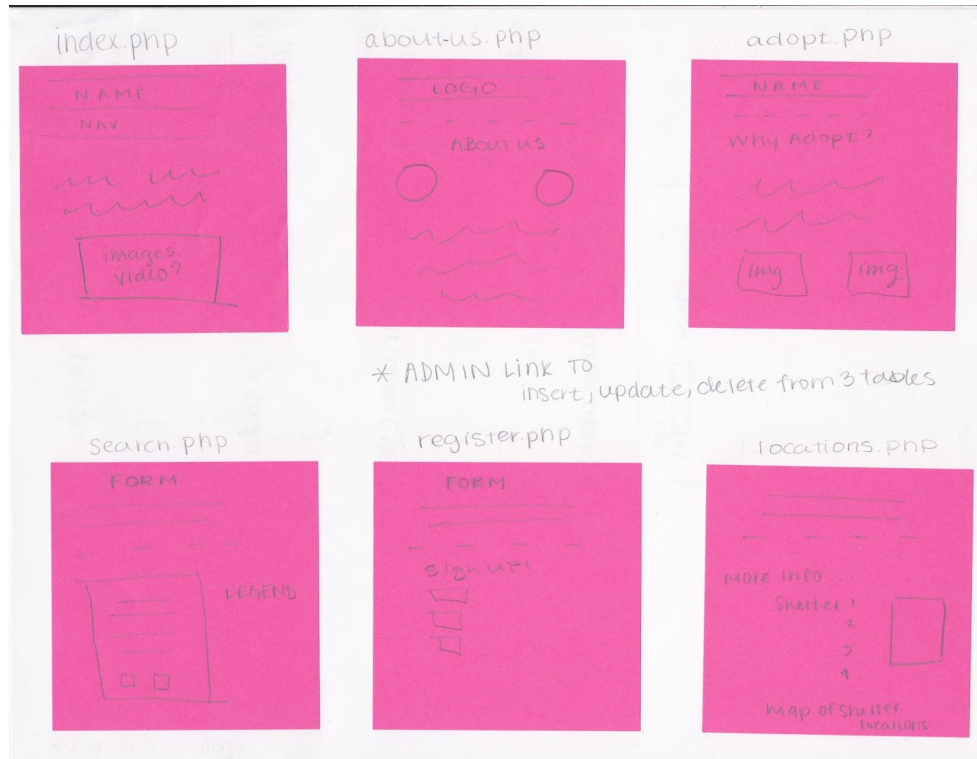 index.php
NAME
NAV
images
video?
about-us.php
LOGO
ABOUT US
adopt.php
NAME
Why Adopt?
img
img
* ADMIN LINK TO
insert, update, delete from 3 tables
search.php
FORM
LEGEND
register.php
FORM
Sign up!
locations.php
More Info...
Shelter 1
2
3
4
Map of Shelter
locations